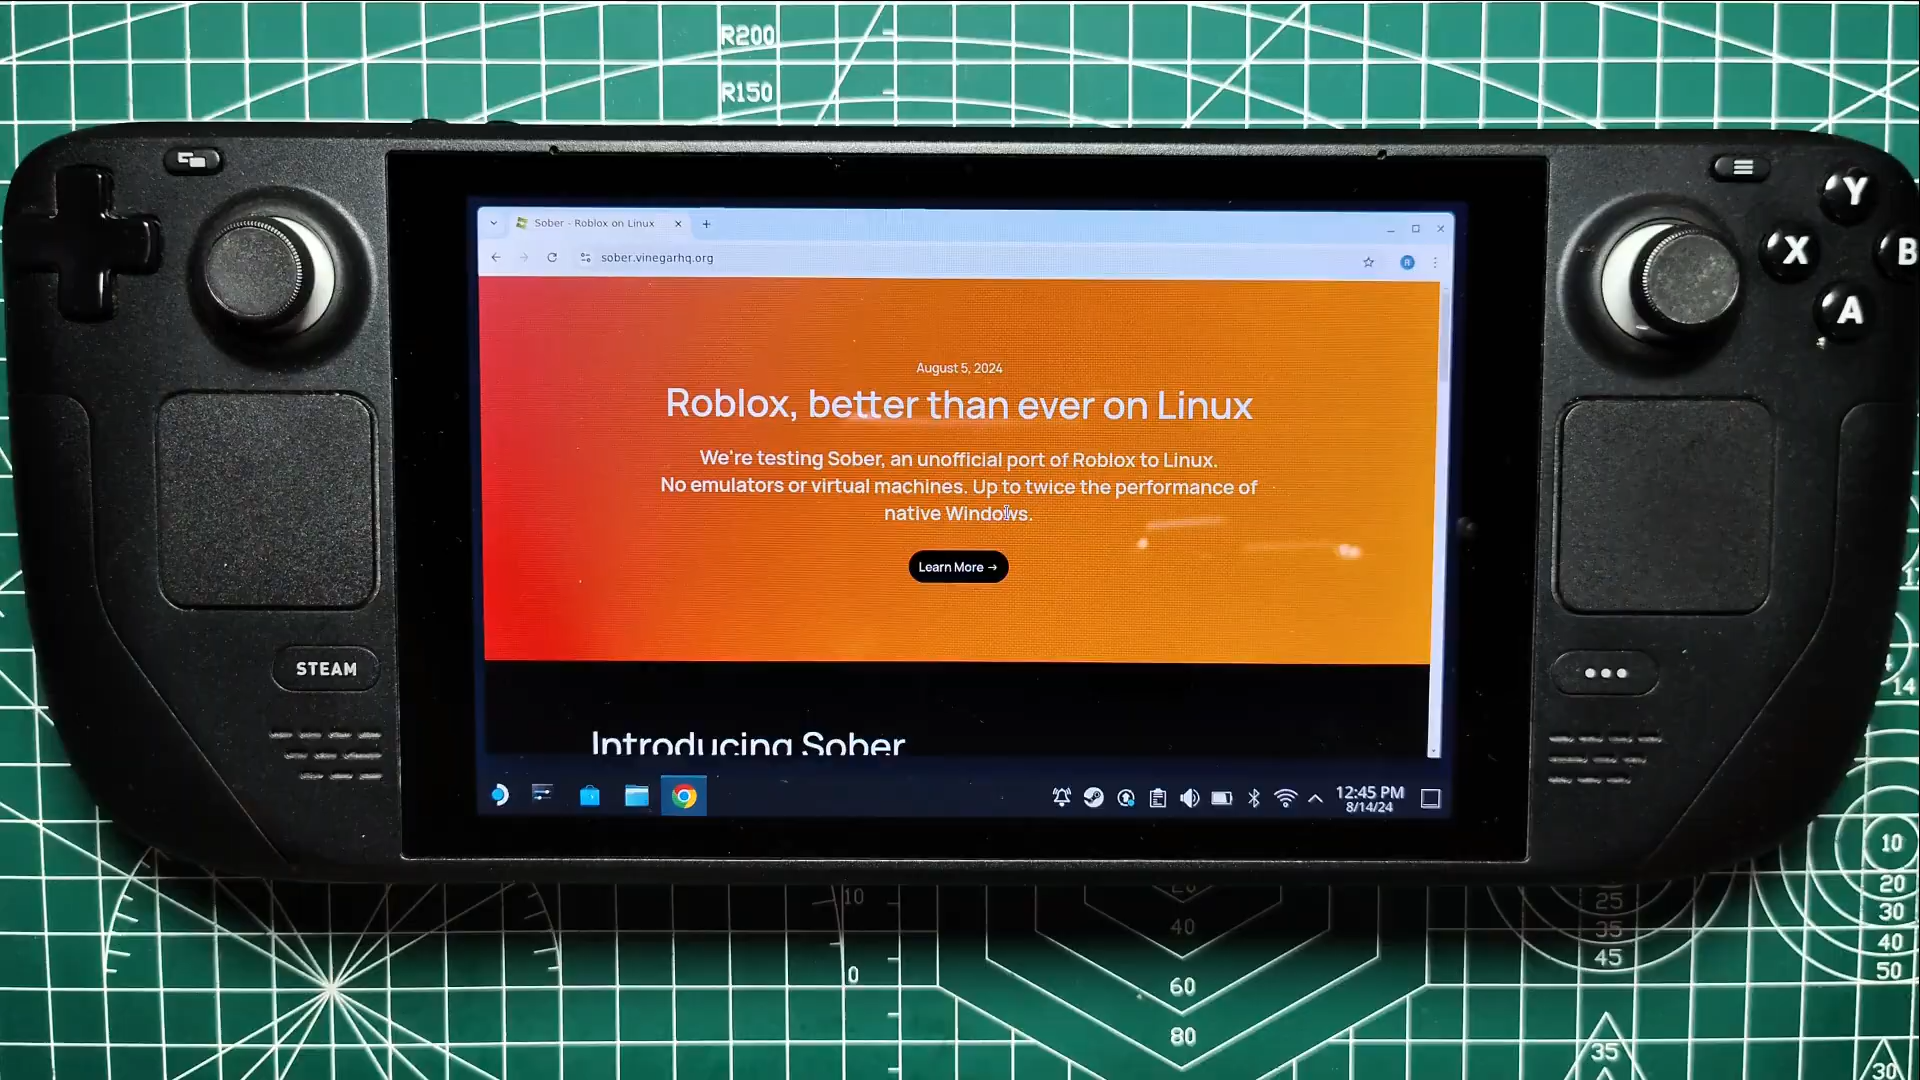 R200
R150
Sober - Roblox on Linux
sober.vinegarhq.org
August 5, 2024
Roblox, better than ever on Linux
We're testing Sober, an unofficial port of Roblox to Linux.
No emulators or virtual machines. Up to twice the performance of
native Windows.
Learn More →
Introducing Sober
12:45 PM
8/14/24
Y
X
B
A
STEAM
14
10
0
40
60
80
25
35
45
10
20
30
40
50
35
30